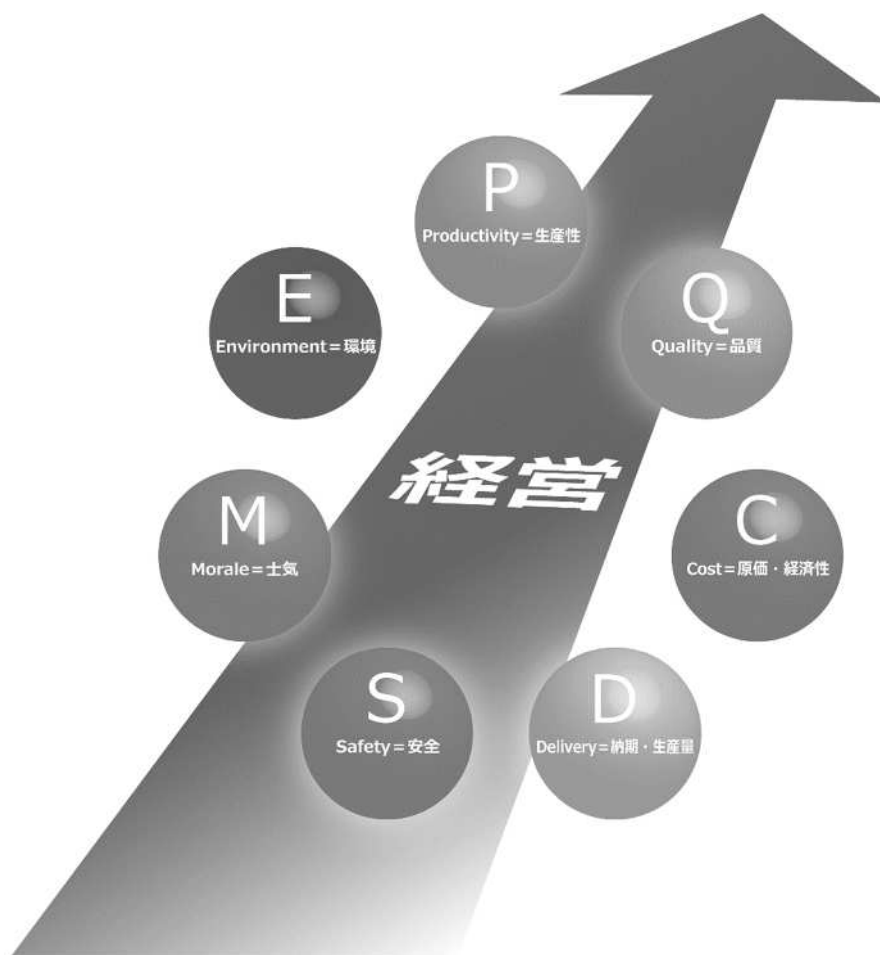 P
Productivity＝生産性
E
Environment＝環境
Q
Quality＝品質
経営
M
Morale＝士気
C
Cost＝原価・経済性
S
Safety＝安全
D
Delivery＝納期・生産量